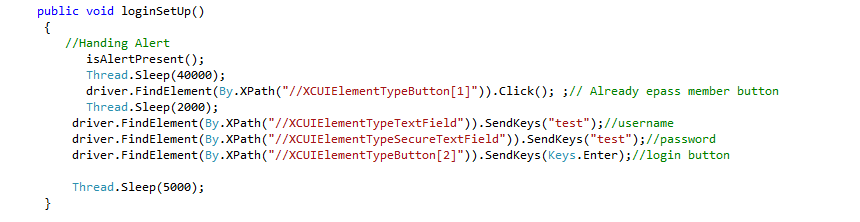 public void loginSetUp()
{
//Handing Alert
isAlertPresent();
Thread.Sleep(40000);
driver.FindElement(By.XPath("//XCUIElementTypeButton[1]")).Click(); ;// Already epass member button
Thread.Sleep(2000);
driver.FindElement(By.XPath("//XCUIElementTypeTextField")).SendKeys("test");//username
driver.FindElement(By.XPath("//XCUIElementTypeSecureTextField")).SendKeys("test");//password
driver.FindElement(By.XPath("//XCUIElementTypeButton[2]")).SendKeys(Keys.Enter);//login button
Thread.Sleep(5000);
}